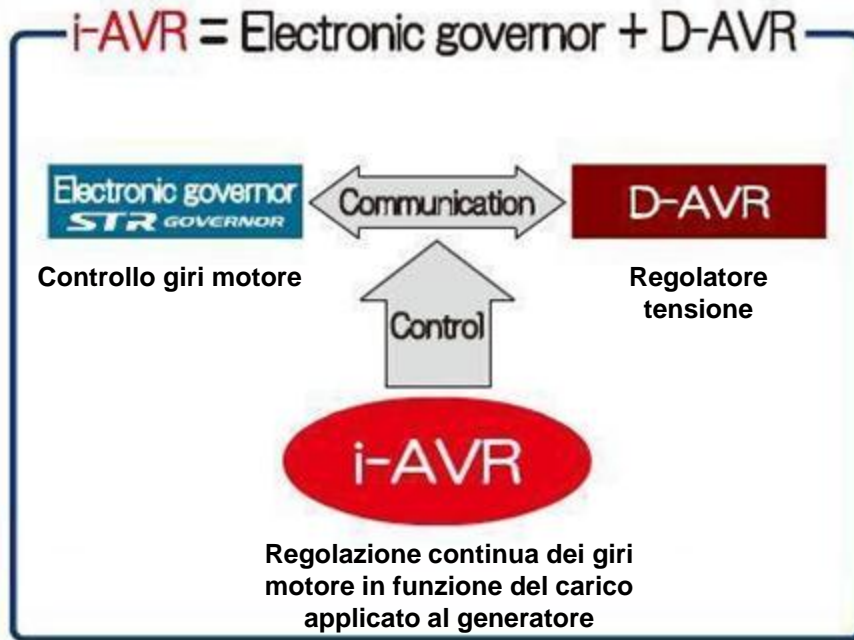 i-AVR = Electronic governor + D-AVR
Electronic governor
STR GOVERNOR
Communication
D-AVR
Controllo giri motore
Regolatore
tensione
Control
i-AVR
Regolazione continua dei giri
motore in funzione del carico
applicato al generatore